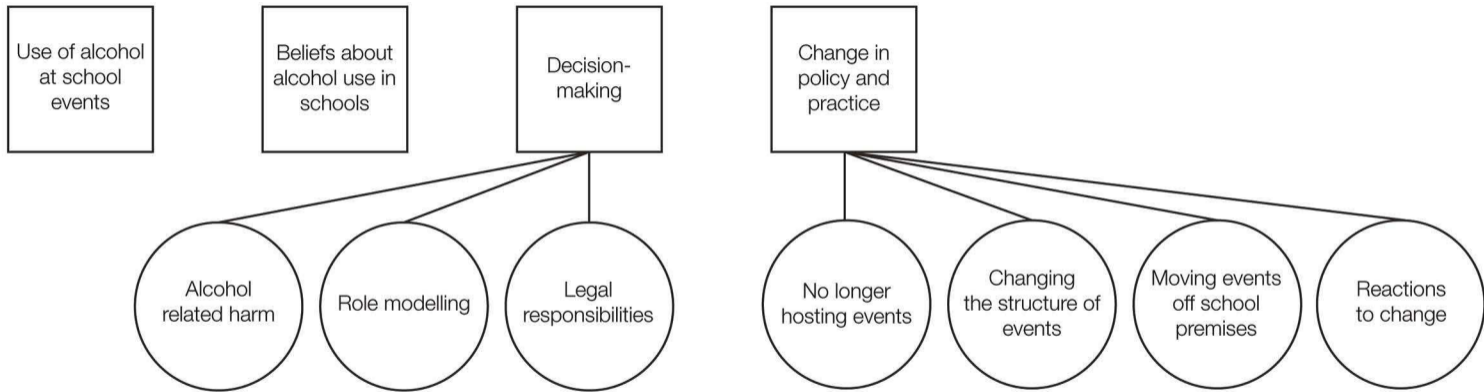 Use of alcohol
at school
events
Beliefs about
alcohol use in
schools
Decision-
making
Change in
policy and
practice
Alcohol
related harm
Role modelling
Legal
responsibilities
No longer
hosting events
Changing
the structure of
events
Moving events
off school
premises
Reactions
to change